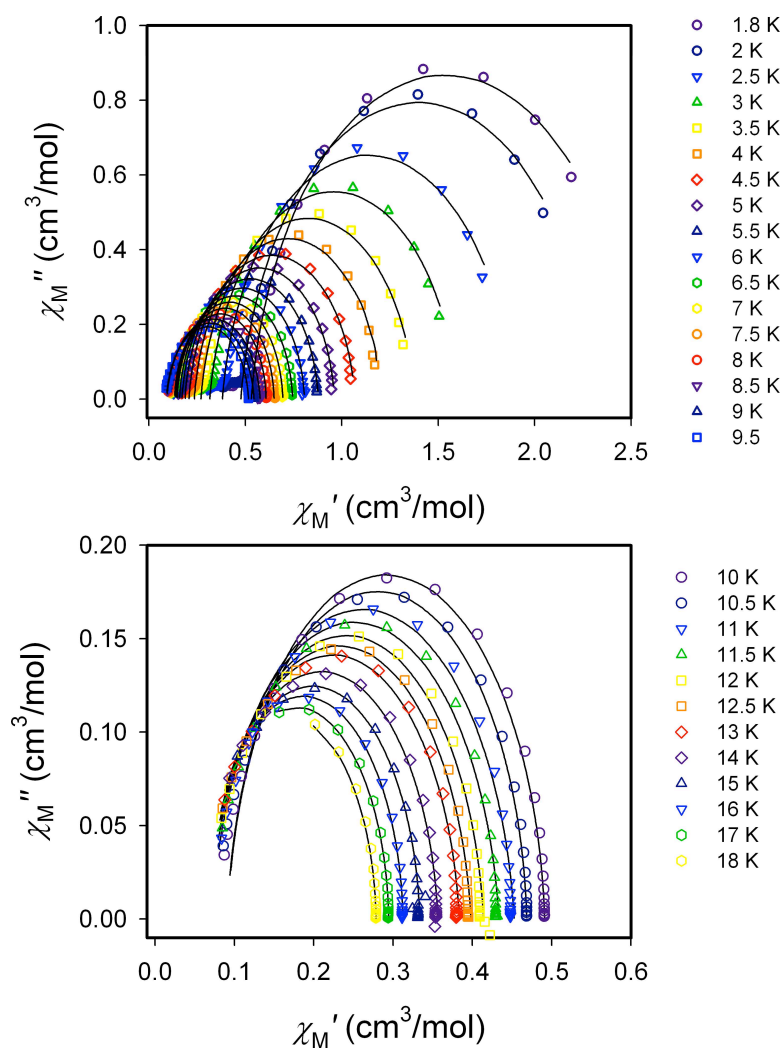 1.0
0.8
0.6
0.4
0.2
0.0
χM″ (cm3/mol)
0.0 0.5 1.0 1.5 2.0 2.5
χM′ (cm3/mol)
1.8 K
2 K
2.5 K
3 K
3.5 K
4 K
4.5 K
5 K
5.5 K
6 K
6.5 K
7 K
7.5 K
8 K
8.5 K
9 K
9.5
0.20
0.15
0.10
0.05
0.00
χM″ (cm3/mol)
0.0 0.1 0.2 0.3 0.4 0.5 0.6
χM′ (cm3/mol)
10 K
10.5 K
11 K
11.5 K
12 K
12.5 K
13 K
14 K
15 K
16 K
17 K
18 K